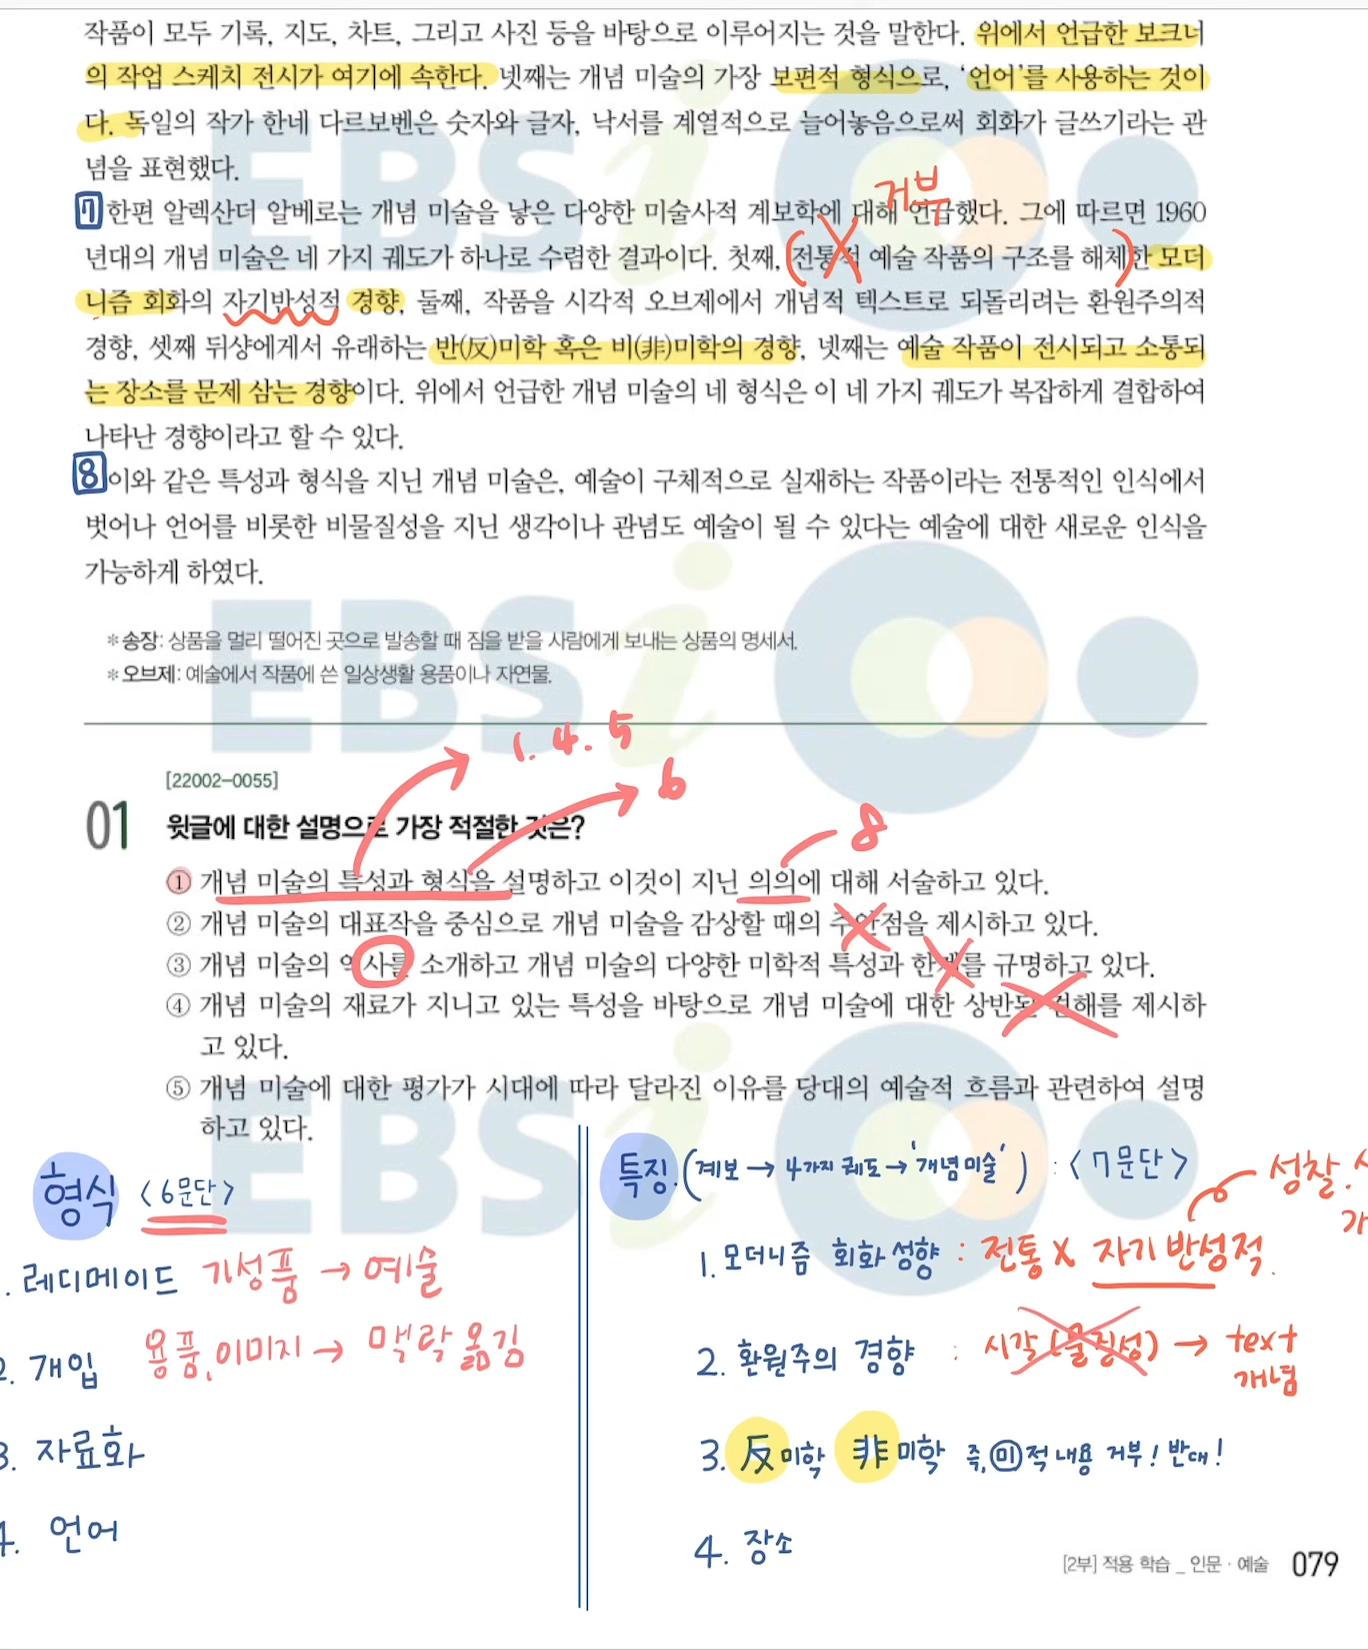 작품이 모두 기록, 지도, 차트, 그리고 사진 등을 바탕으로 이루어지는 것을 말한다. 위에서 언급한 보크너
의 작업 스케치 전시가 여기에 속한다. 넷째는 개념 미술의 가장 보편적 형식으로, ‘언어’를 사용하는 것이
다. 독일의 작가 한네 다르보벤은 숫자와 글자, 낙서를 계열적으로 늘어놓음으로써 회화가 글쓰기라는 관
념을 표현했다.
거부
7 한편 알렉산더 알베로는 개념 미술을 낳은 다양한 미술사적 계보학에 대해 언급했다. 그에 따르면 1960
년대의 개념 미술은 네 가지 궤도가 하나로 수렴한 결과이다. 첫째, (전통적 예술 작품의 구조를 해체)한 모더
니즘 회화의 자기반성적 경향, 둘째, 작품을 시각적 오브제에서 개념적 텍스트로 되돌리려는 환원주의적
경향, 셋째 뒤샹에게서 유래하는 반(反)미학 혹은 비(非)미학의 경향, 넷째는 예술 작품이 전시되고 소통되
는 장소를 문제 삼는 경향이다. 위에서 언급한 개념 미술의 네 형식은 이 네 가지 궤도가 복잡하게 결합하여
나타난 경향이라고 할 수 있다.
8 이와 같은 특성과 형식을 지닌 개념 미술은, 예술이 구체적으로 실재하는 작품이라는 전통적인 인식에서
벗어나 언어를 비롯한 비물질성을 지닌 생각이나 관념도 예술이 될 수 있다는 예술에 대한 새로운 인식을
가능하게 하였다.
*송장: 상품을 멀리 떨어진 곳으로 발송할 때 짐을 받을 사람에게 보내는 상품의 명세서.
*오브제: 예술에서 작품에 쓴 일상생활 용품이나 자연물.
1. 4. 5
6
[22002-0055]
01 윗글에 대한 설명으로 가장 적절한 것은?
8
① 개념 미술의 특성과 형식을 설명하고 이것이 지닌 의의에 대해 서술하고 있다.
② 개념 미술의 대표작을 중심으로 개념 미술을 감상할 때의 주안점을 제시하고 있다.
③ 개념 미술의 역사를 소개하고 개념 미술의 다양한 미학적 특성과 한계를 규명하고 있다.
④ 개념 미술의 재료가 지니고 있는 특성을 바탕으로 개념 미술에 대한 상반된 견해를 제시하
고 있다.
⑤ 개념 미술에 대한 평가가 시대에 따라 달라진 이유를 당대의 예술적 흐름과 관련하여 설명
하고 있다.
형식 <6문단>
1. 레디메이드 기성품 → 예술
2. 개입 용품, 이미지 → 맥락 옮김
3. 자료화
4. 언어
특징. (계보 → 4가지 궤도 → '개념미술') : <7문단>
성찰.
1. 모더니즘 회화 성향 : 전통 X 자기반성적.
2. 환원주의 경향 : 시각 (물질성) → text
개념
3. 反미학 非미학 즉, 미적 내용 거부! 반대!
4. 장소
[2부] 적용 학습 _ 인문·예술 079
EBSi
EBSi
EBSi